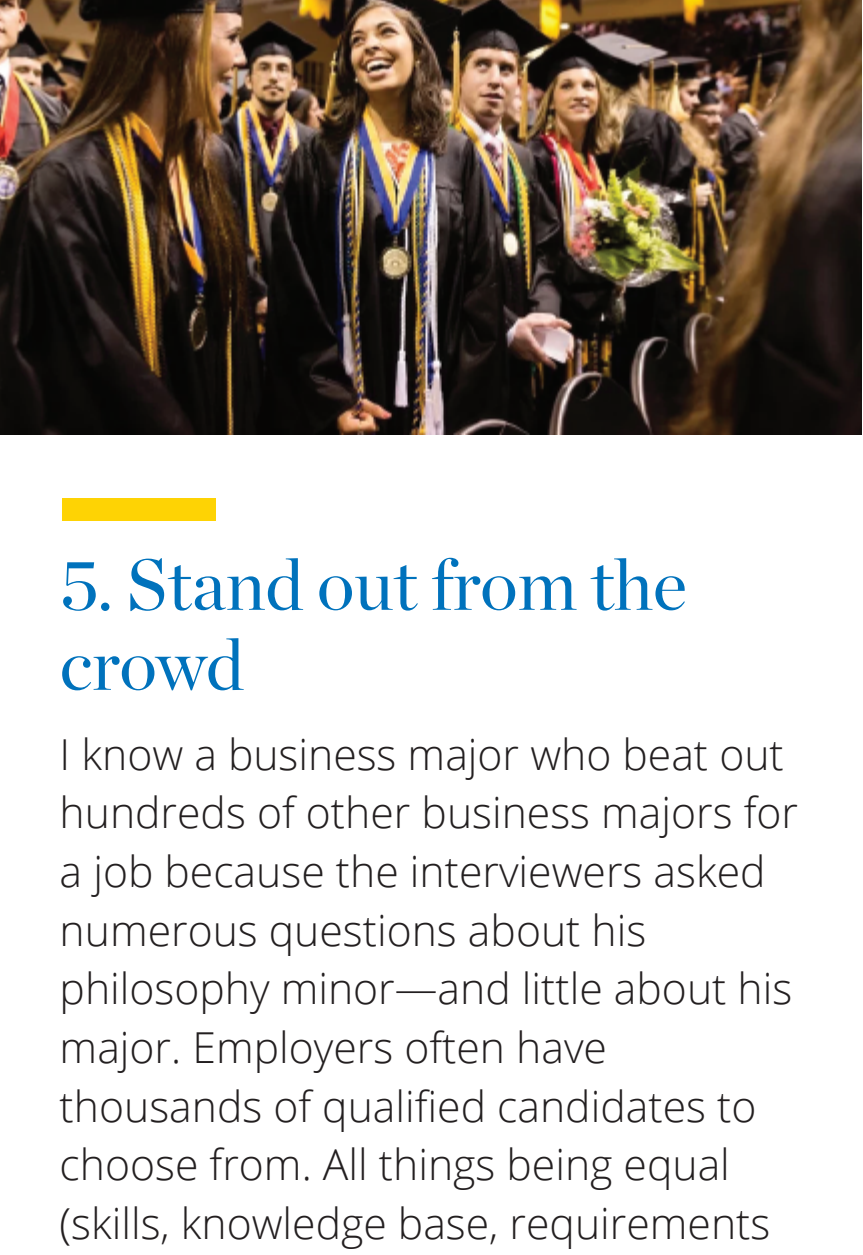 5. Stand out from the
crowd
I know a business major who beat out
hundreds of other business majors for
a job because the interviewers asked
numerous questions about his
philosophy minor—and little about his
major. Employers often have
thousands of qualified candidates to
choose from. All things being equal
(skills, knowledge base, requirements